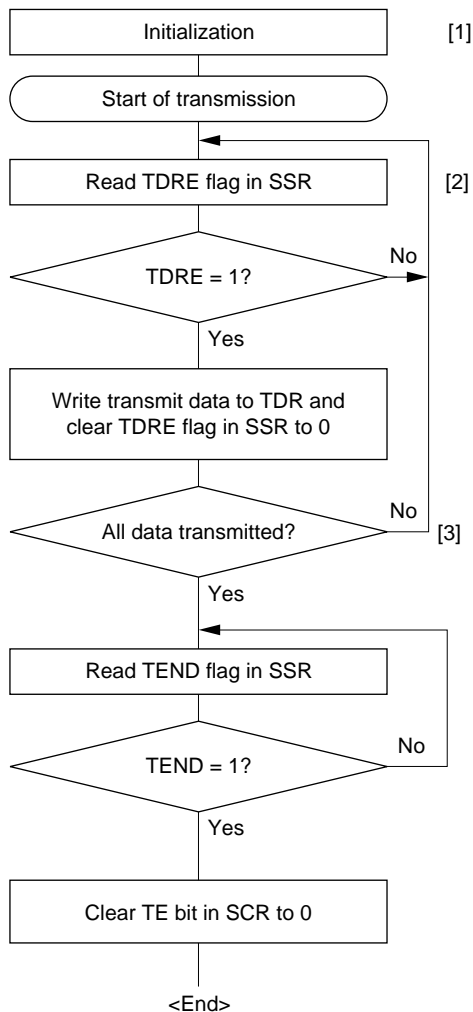 Initialization
[1]
Start of transmission
Read TDRE flag in SSR
[2]
No
TDRE = 1?
Yes
Write transmit data to TDR and
clear TDRE flag in SSR to 0
No
All data transmitted?
[3]
Yes
Read TEND flag in SSR
No
TEND = 1?
Yes
Clear TE bit in SCR to 0
<End>